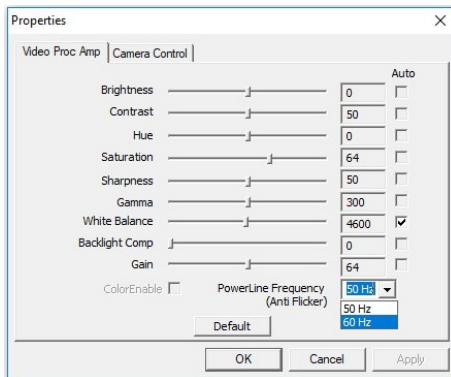 Properties
Video Proc Amp Camera Control
Auto
Brightness 0
Contrast 50
Hue 0
Saturation 64
Sharpness 50
Gamma 300
White Balance 4600
Backlight Comp 0
Gain 64
ColorEnable PowerLine Frequency 50 Hz
(Anti Flicker) 50 Hz
60 Hz
Default
OK Cancel Apply